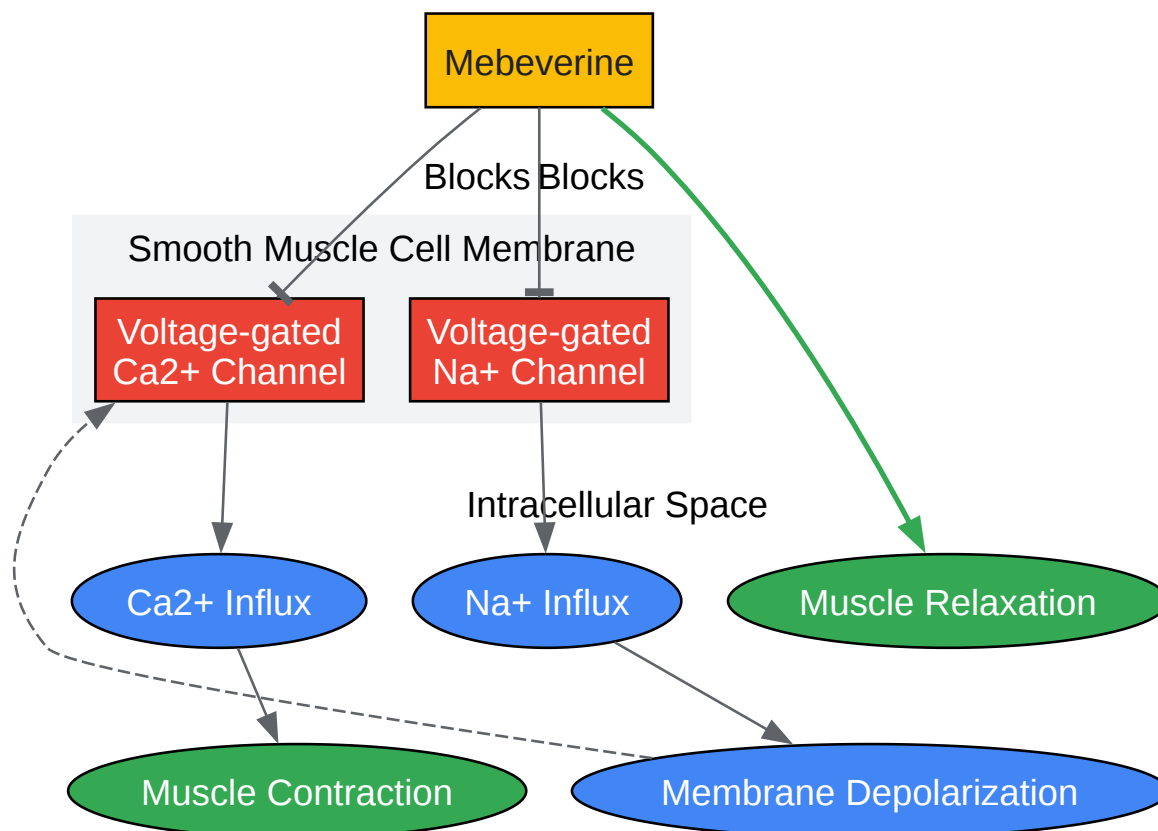 Mebeverine
Blocks
Blocks
Smooth Muscle Cell Membrane
Voltage-gated
Ca2+ Channel
Voltage-gated
Na+ Channel
Intracellular Space
Ca2+ Influx
Na+ Influx
Muscle Relaxation
Muscle Contraction
Membrane Depolarization